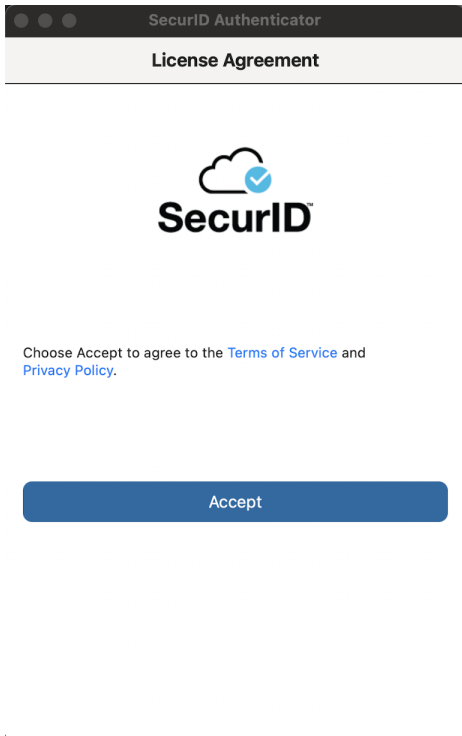 SecurID Authenticator
License Agreement
SecurID™
Choose Accept to agree to the Terms of Service and
Privacy Policy.
Accept